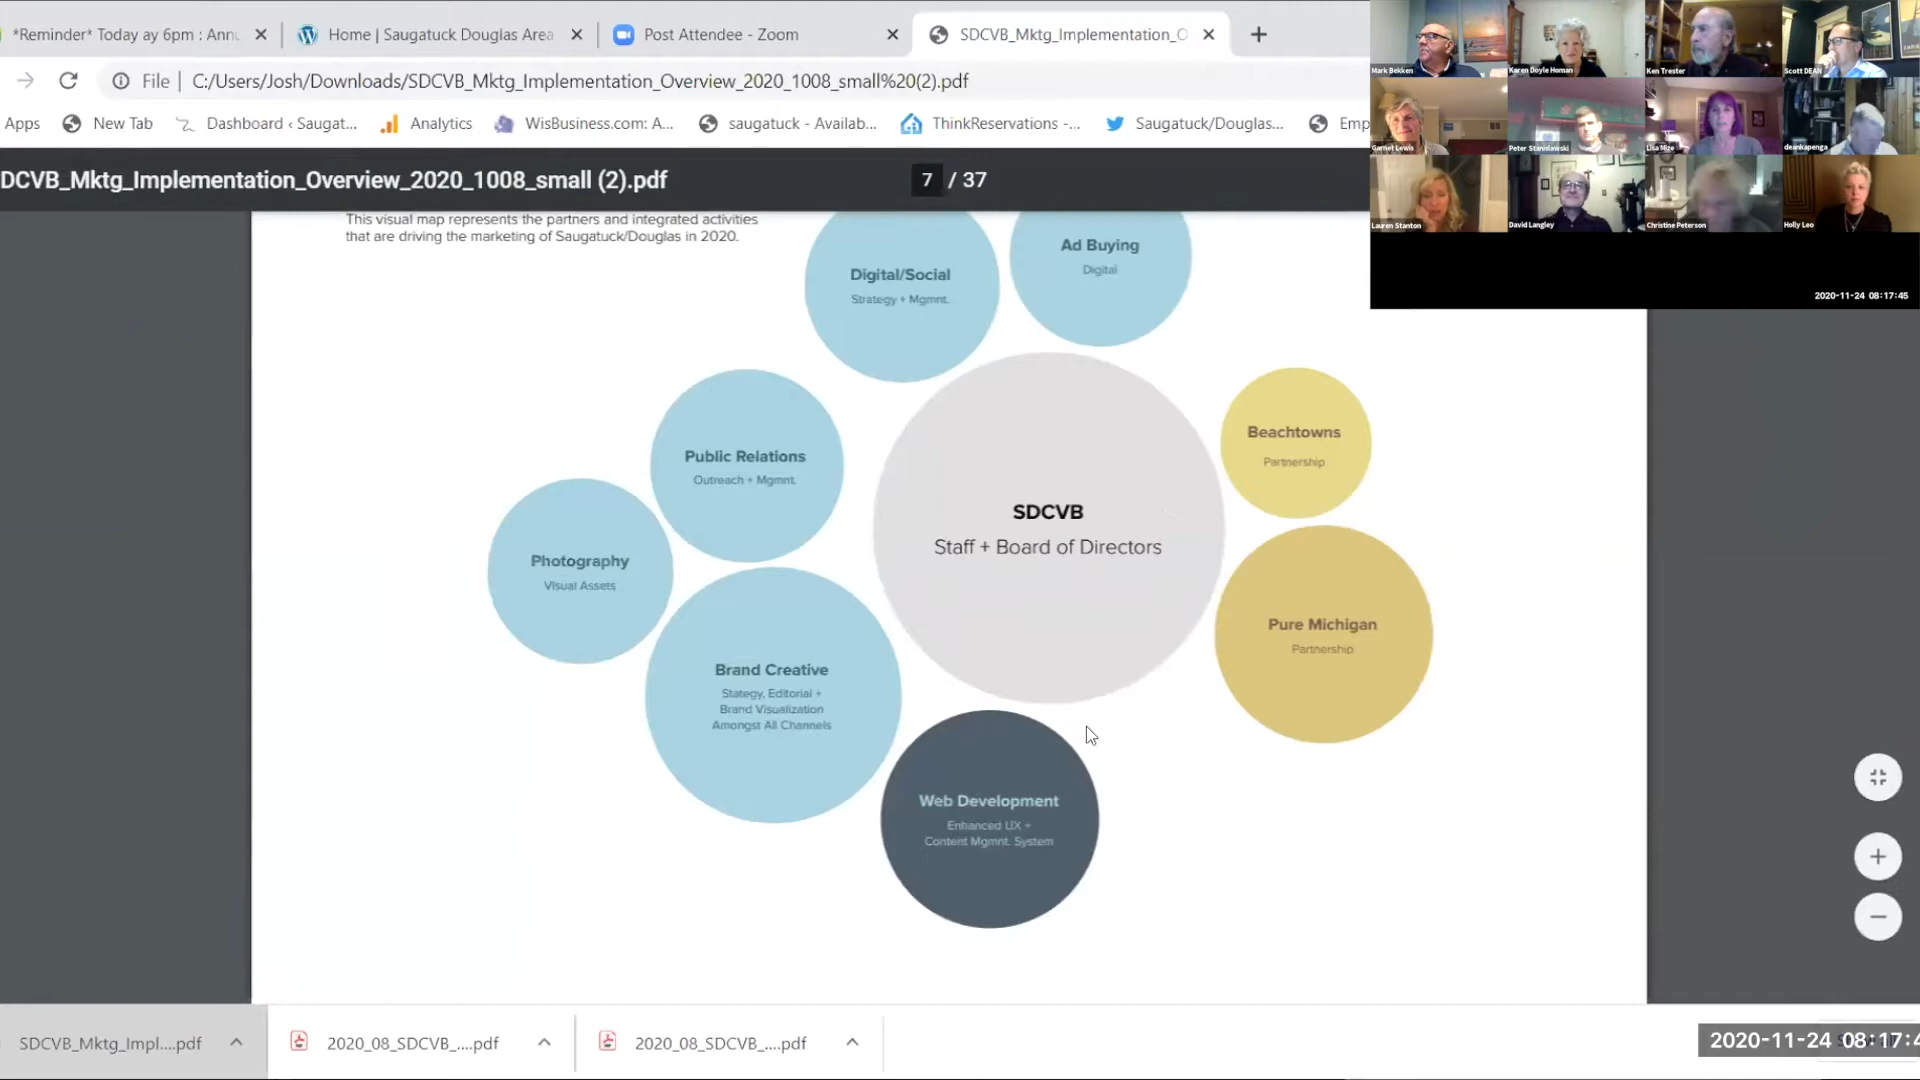 *Reminder* Today ay 6pm : Annu
Home | Saugatuck Douglas Area
Post Attendee - Zoom
SDCVB_Mktg_Implementation_O
File | C:/Users/Josh/Downloads/SDCVB_Mktg_Implementation_Overview_2020_1008_small%20(2).pdf
Apps
New Tab
Dashboard ‹ Saugat...
Analytics
WisBusiness.com: A...
saugatuck - Availab...
ThinkReservations -...
Saugatuck/Douglas...
Emp
DCVB_Mktg_Implementation_Overview_2020_1008_small (2).pdf
7 / 37
Mark Bekken
Karen Doyle Homan
Ken Trester
Scott DEAN
Garnet Lewis
Peter Stanislawski
Lisa Mize
deankapenga
Lauren Stanton
David Langley
Christine Peterson
Holly Leo
2020-11-24 08:17:45
This visual map represents the partners and integrated activities
that are driving the marketing of Saugatuck/Douglas in 2020.
Digital/Social
Strategy + Mgmnt.
Ad Buying
Digital
Public Relations
Outreach + Mgmnt.
Beachtowns
Partnership
SDCVB
Staff + Board of Directors
Photography
Visual Assets
Pure Michigan
Partnership
Brand Creative
Stategy, Editorial +
Brand Visualization
Amongst All Channels
Web Development
Enhanced UX +
Content Mgmnt. System
SDCVB_Mktg_Impl....pdf
2020_08_SDCVB_....pdf
2020_08_SDCVB_....pdf
2020-11-24 08:17:4